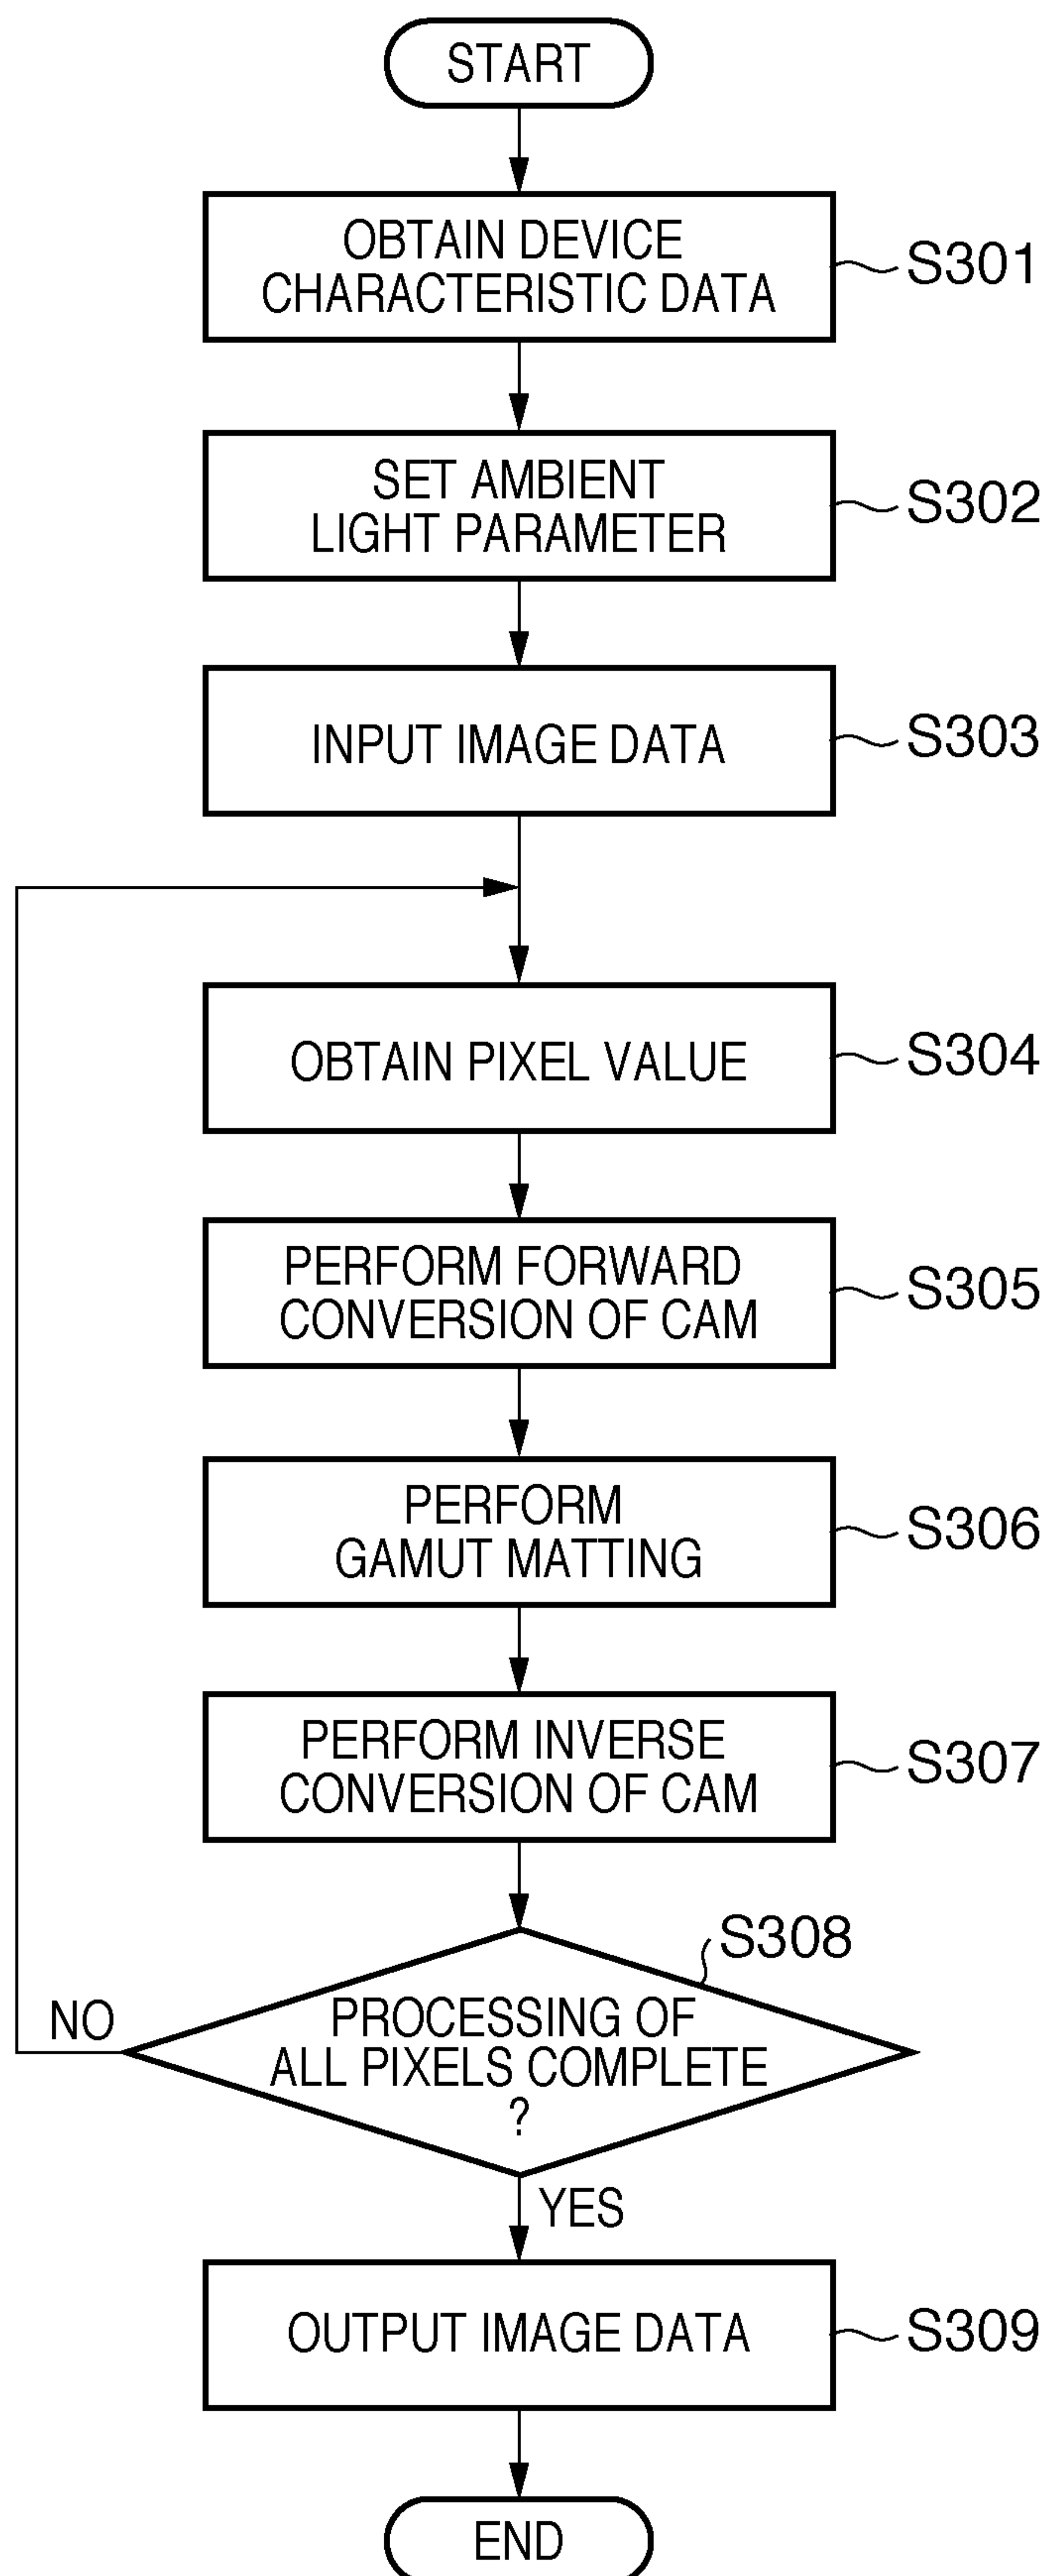 START
OBTAIN DEVICE
CHARACTERISTIC DATA
S301
SET AMBIENT
LIGHT PARAMETER
S302
INPUT IMAGE DATA
S303
OBTAIN PIXEL VALUE
S304
PERFORM FORWARD
CONVERSION OF CAM
S305
PERFORM
GAMUT MATTING
S306
PERFORM INVERSE
CONVERSION OF CAM
S307
S308
PROCESSING OF
ALL PIXELS COMPLETE
?
NO
YES
OUTPUT IMAGE DATA
S309
END